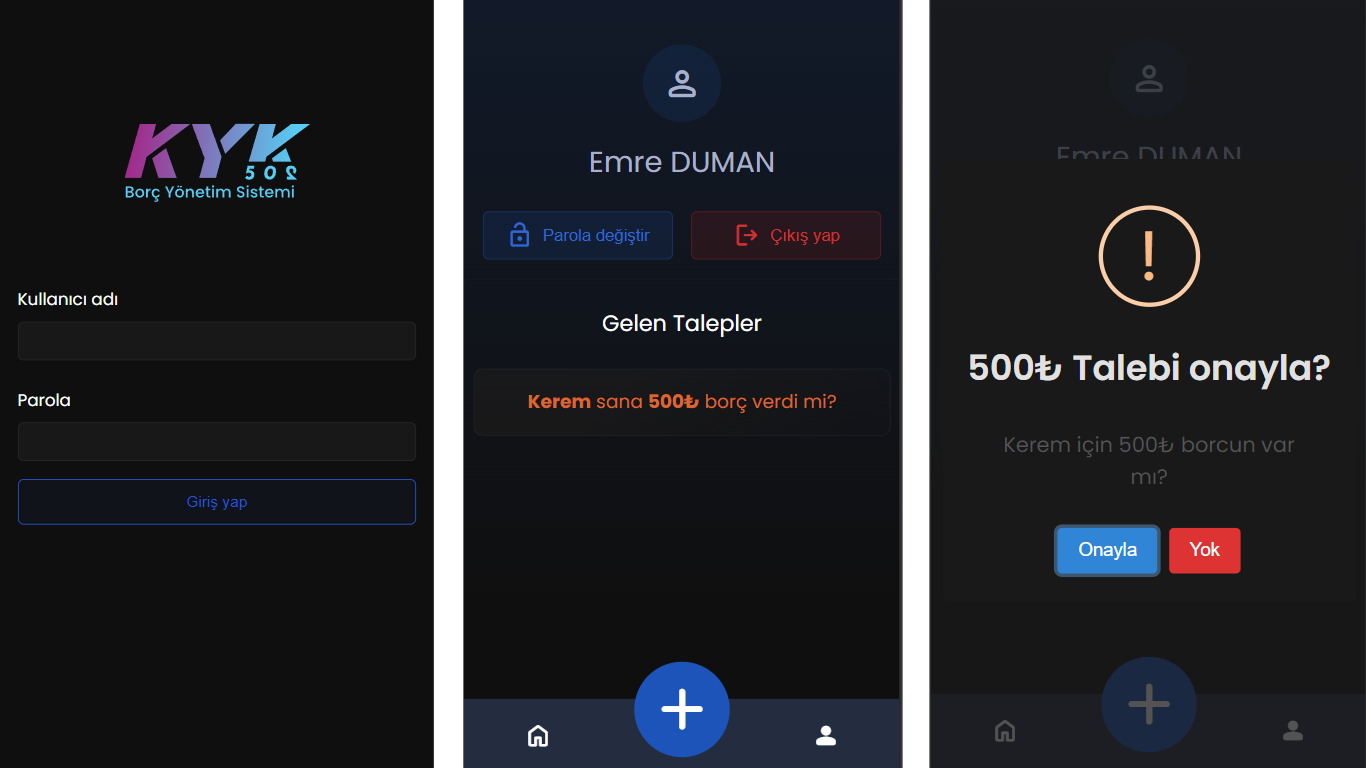 KYK
502
Borç Yönetim Sistemi
Kullanıcı adı
Parola
Giriş yap
Emre DUMAN
Parola değiştir
Çıkış yap
Gelen Talepler
Kerem sana 500₺ borç verdi mi?
Emre DUMAN
500₺ Talebi onayla?
Kerem için 500₺ borcun var
mı?
Onayla
Yok